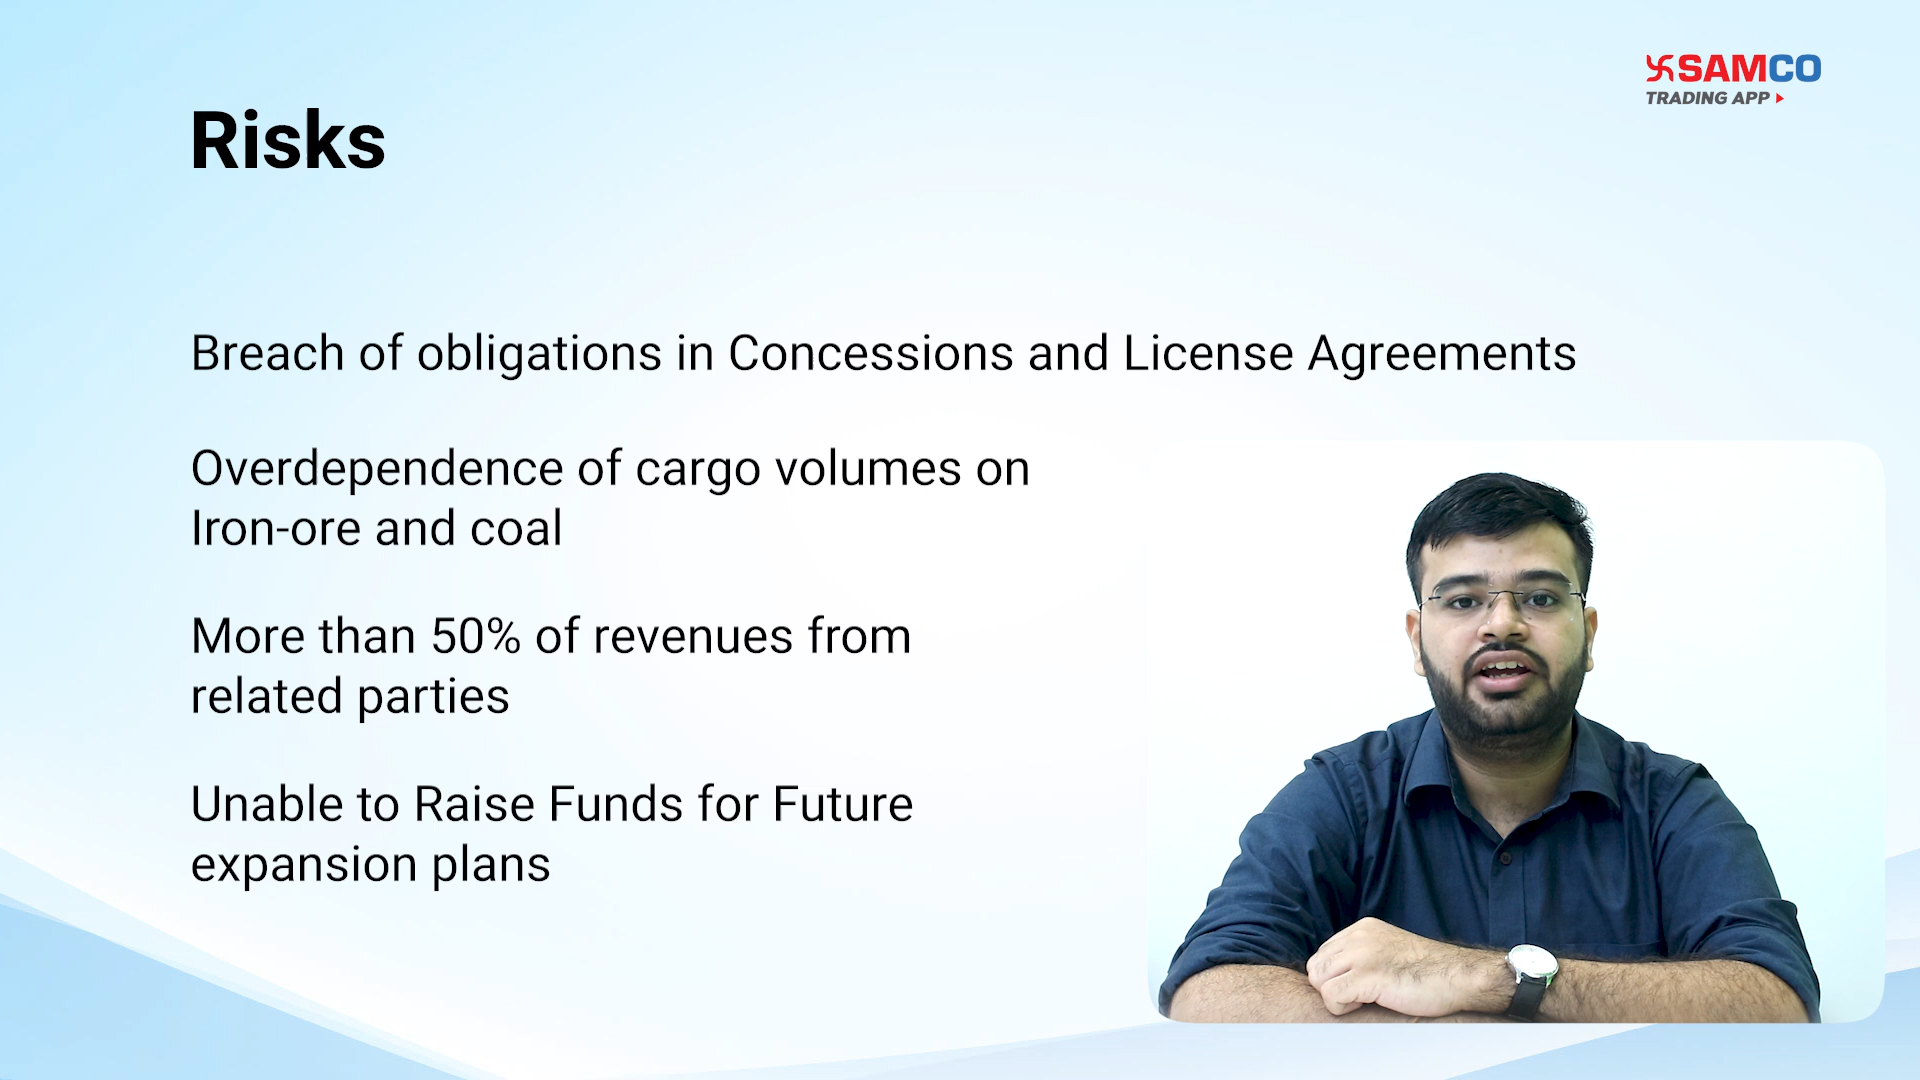 SAMCO
TRADING APP
Risks
Breach of obligations in Concessions and License Agreements
Overdependence of cargo volumes on
Iron-ore and coal
More than 50% of revenues from
related parties
Unable to Raise Funds for Future
expansion plans